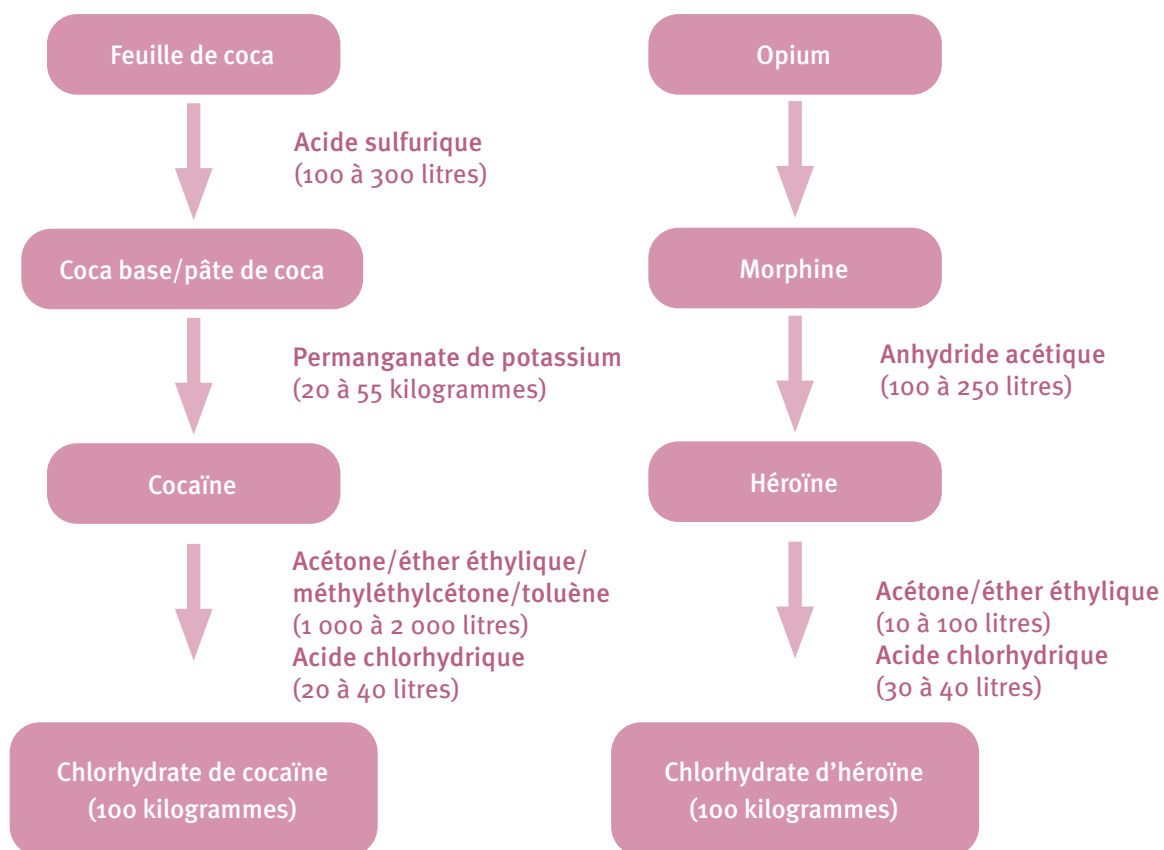 Feuille de coca
Acide sulfurique
(100 à 300 litres)
Coca base/pâte de coca
Permanganate de potassium
(20 à 55 kilogrammes)
Cocaïne
Acétone/éther éthylique/
méthyléthylcétone/toluène
(1 000 à 2 000 litres)
Acide chlorhydrique
(20 à 40 litres)
Chlorhydrate de cocaïne
(100 kilogrammes)
Opium
Morphine
Anhydride acétique
(100 à 250 litres)
Héroïne
Acétone/éther éthylique
(10 à 100 litres)
Acide chlorhydrique
(30 à 40 litres)
Chlorhydrate d’héroïne
(100 kilogrammes)